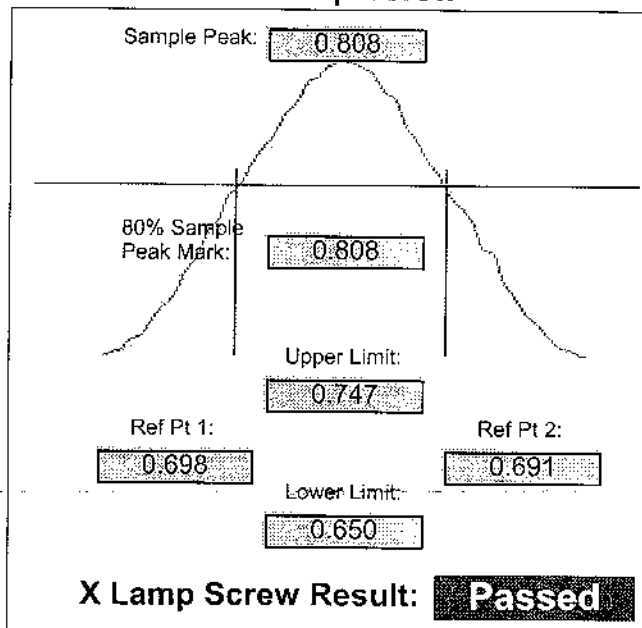 Sample Peak: 0.808
80% Sample
Peak Mark: 0.808
Upper Limit:
0.747
Ref Pt 1: Ref Pt 2:
0.698 0.691
Lower Limit:
0.650
X Lamp Screw Result: Passed